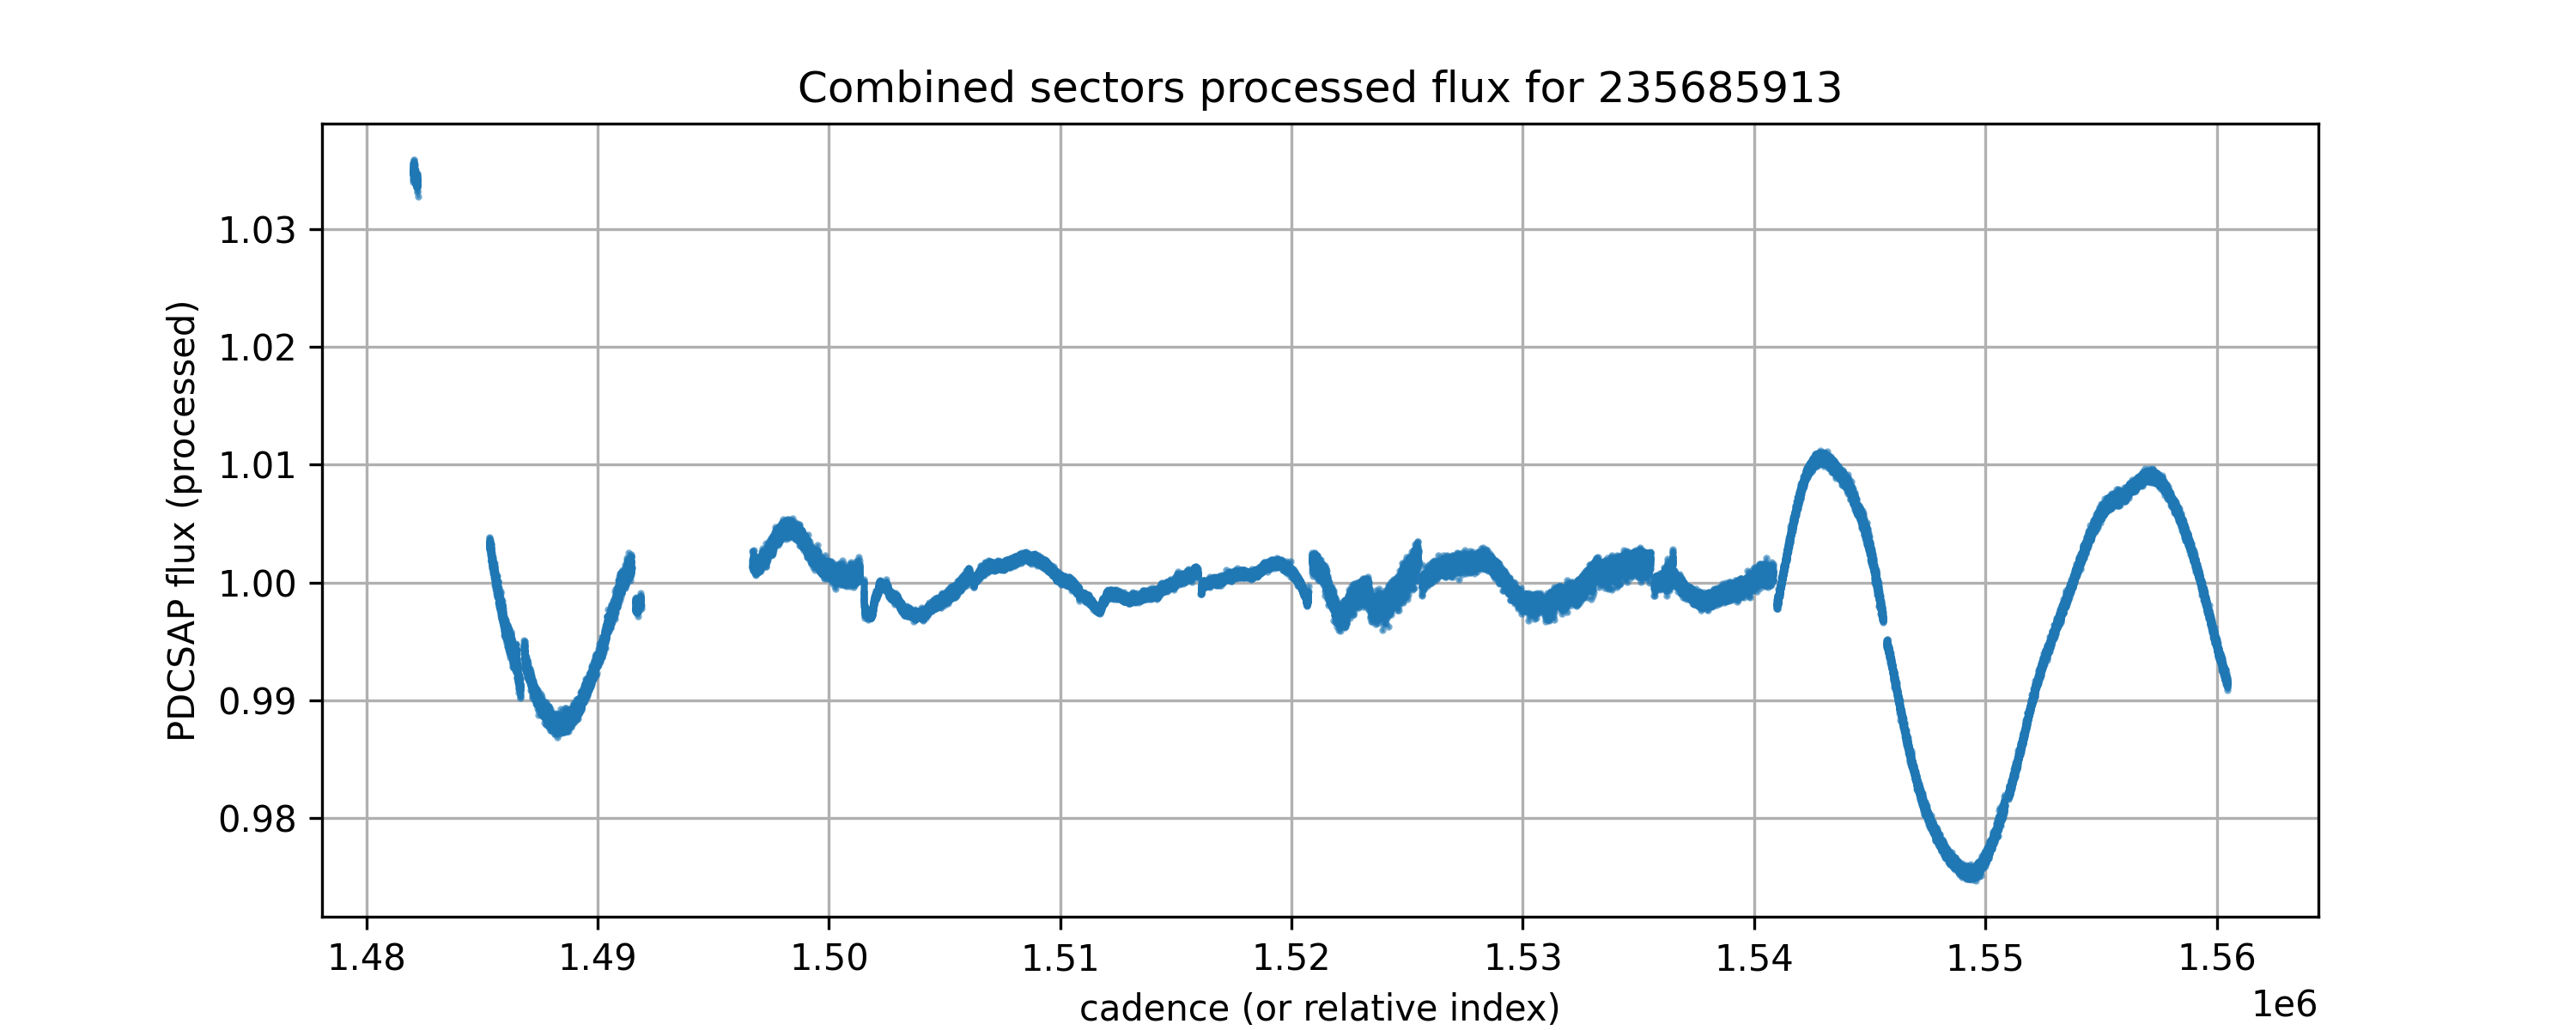 Combined sectors processed flux for 235685913
PDCSAP flux (processed)
1.03
1.02
1.01
1.00
0.99
0.98
1.48 1.49 1.50 1.51 1.52 1.53 1.54 1.55 1.56
1e6
cadence (or relative index)